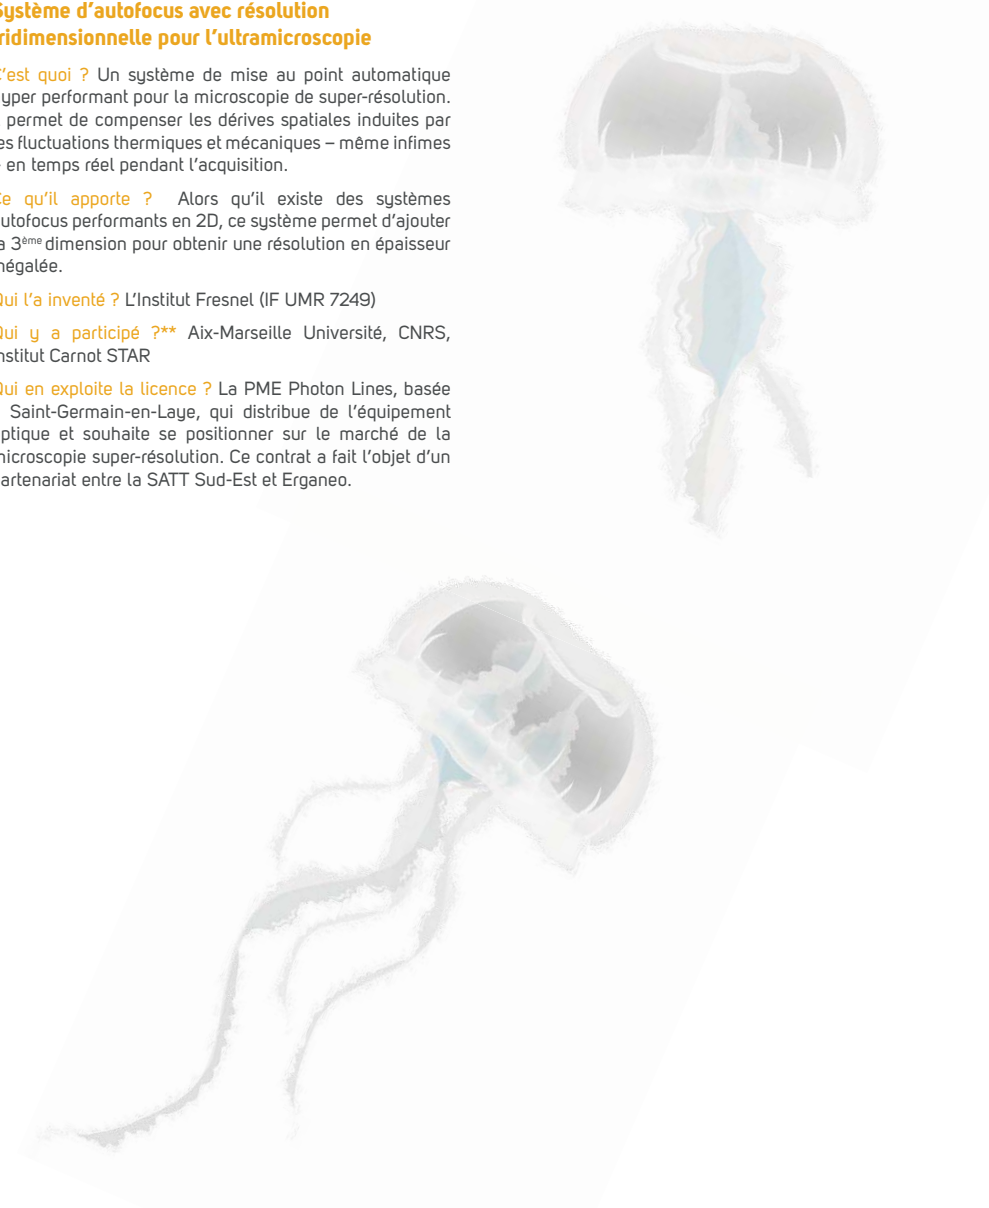 Système d'autofocus avec résolution
ridimensionnelle pour l'ultramicroscopie
C'est quoi ? Un système de mise au point automatique
yper performant pour la microscopie de super-résolution.
permet de compenser les dérives spatiales induites par
es fluctuations thermiques et mécaniques – même infimes
en temps réel pendant l'acquisition.
Ce qu'il apporte ? Alors qu'il existe des systèmes
utofocus performants en 2D, ce système permet d'ajouter
a 3ème dimension pour obtenir une résolution en épaisseur
négalée.
Qui l'a inventé ? L'Institut Fresnel (IF UMR 7249)
Qui y a participé ?** Aix-Marseille Université, CNRS,
nstitut Carnot STAR
Qui en exploite la licence ? La PME Photon Lines, basée
Saint-Germain-en-Laye, qui distribue de l'équipement
ptique et souhaite se positionner sur le marché de la
microscopie super-résolution. Ce contrat a fait l'objet d'un
artenariat entre la SATT Sud-Est et Erganeo.